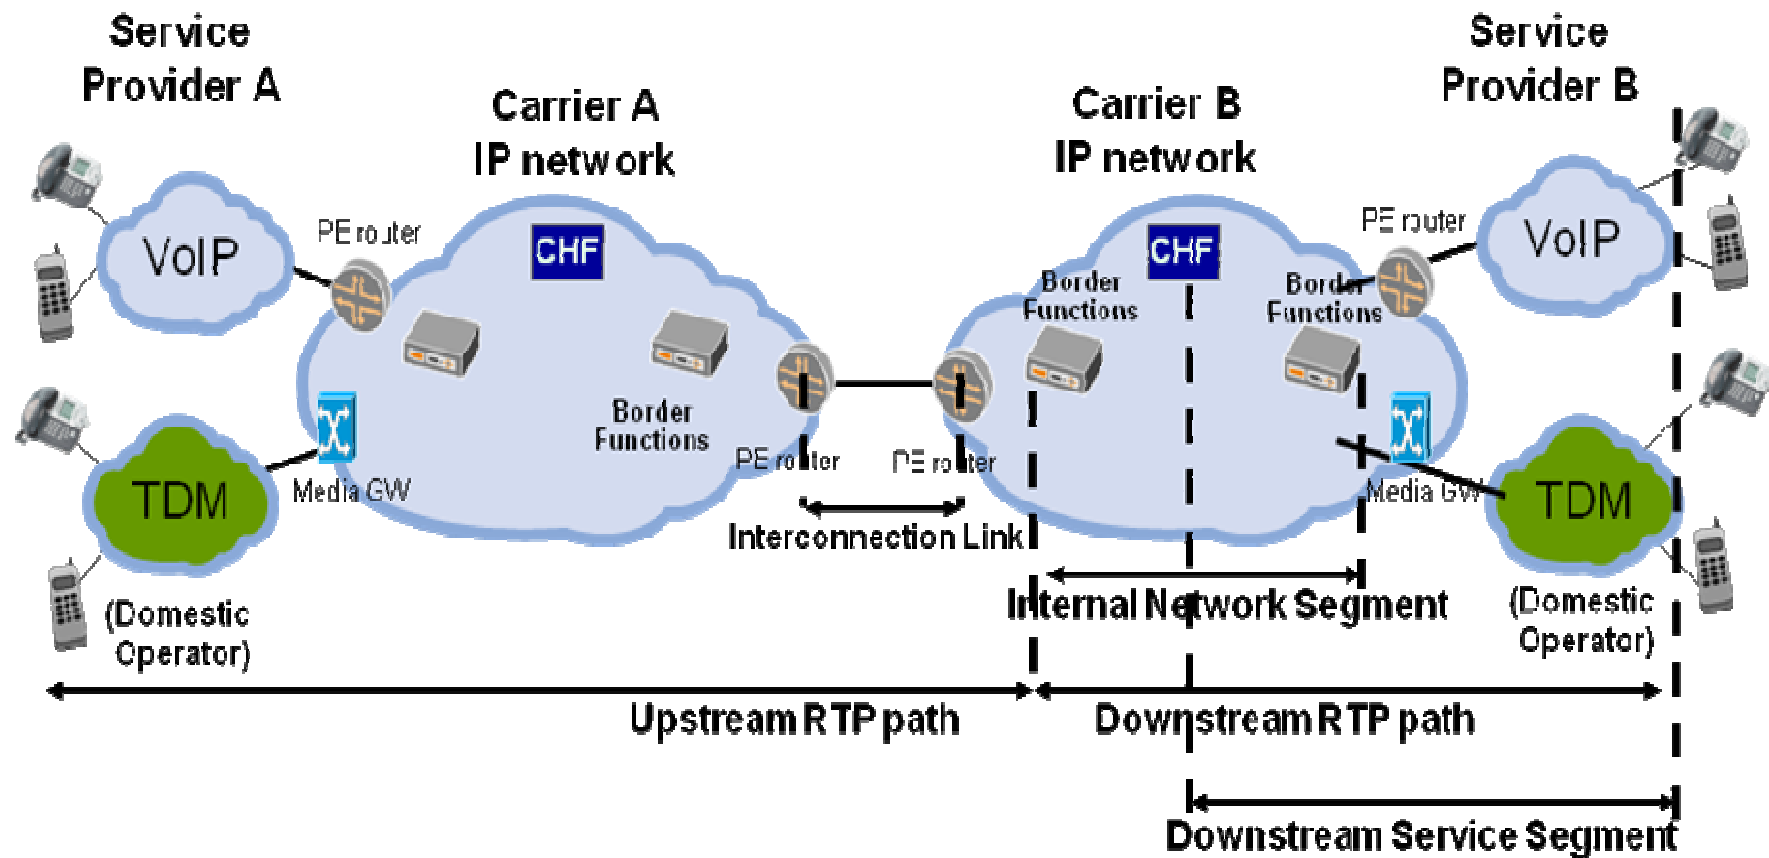 Service
Provider A
Service
Provider B
Carrier A
IP network
Carrier B
IP network
VoIP
PE router
CHF
CHF
PE router
VoIP
Border
Functions
Border
Functions
Border
Functions
PE router
PE router
TDM
Media GW
Media GW
TDM
Interconnection Link
Internal Network Segment
(Domestic
Operator)
(Domestic
Operator)
Upstream RTP path
Downstream RTP path
Downstream Service Segment